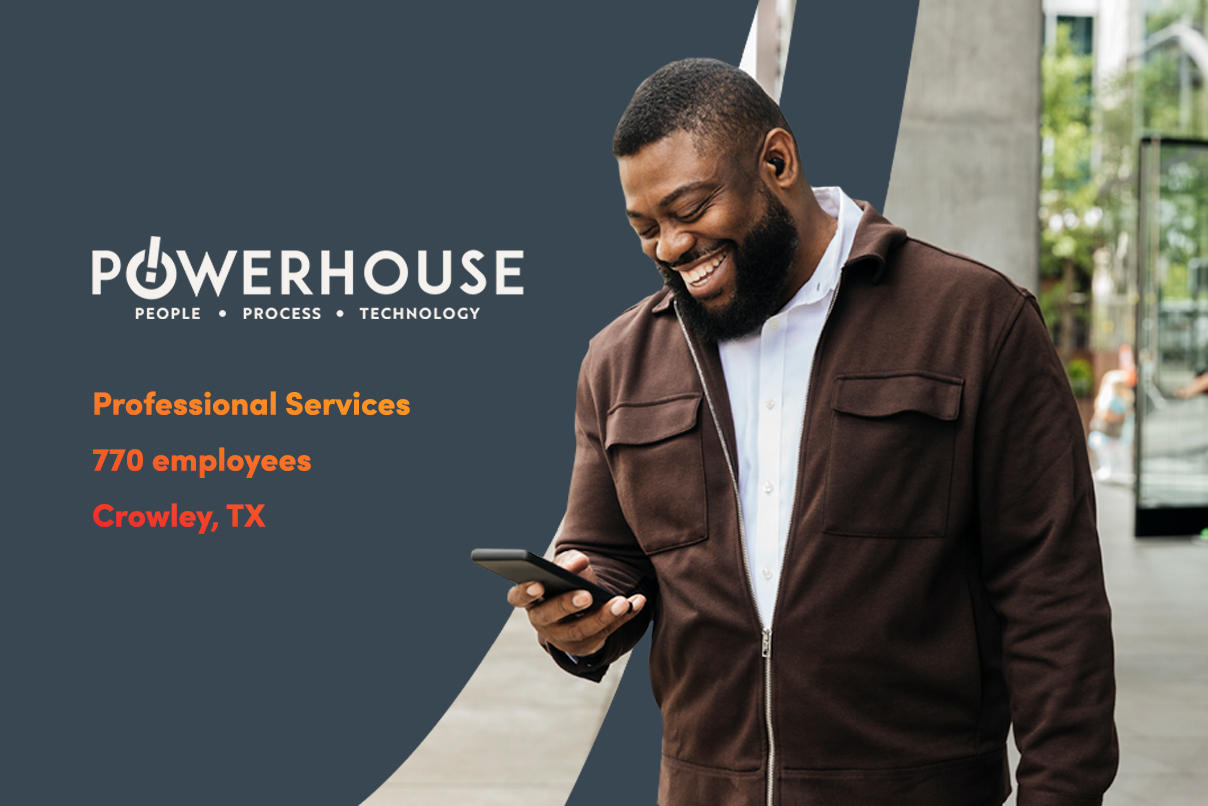 POWERHOUSE
PEOPLE • PROCESS • TECHNOLOGY
Professional Services
770 employees
Crowley, TX